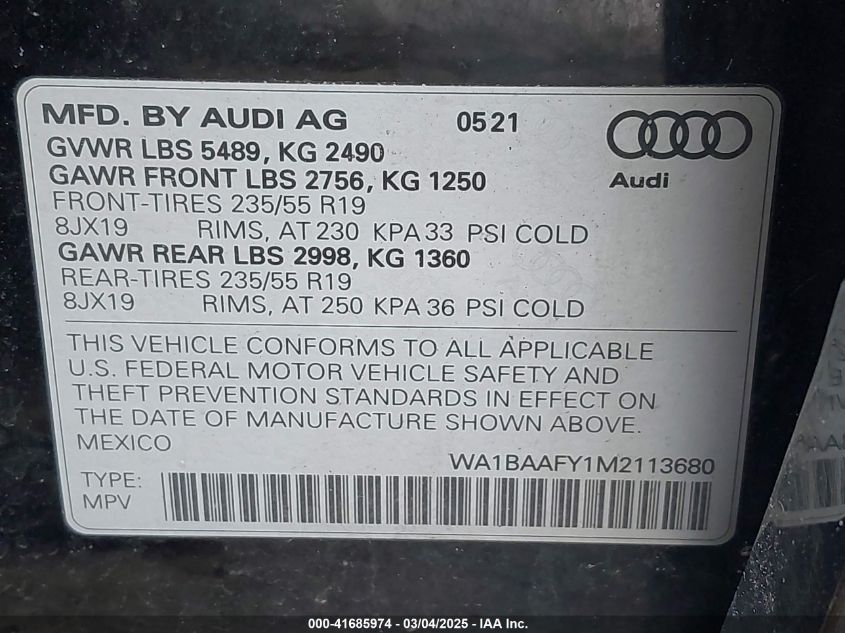 MFD. BY AUDI AG 0521
GVWR LBS 5489, KG 2490
GAWR FRONT LBS 2756, KG 1250
Audi
FRONT-TIRES 235/55 R19
8JX19 RIMS, AT 230 KPA 33 PSI COLD
GAWR REAR LBS 2998, KG 1360
REAR-TIRES 235/55 R19
8JX19 RIMS, AT 250 KPA 36 PSI COLD
THIS VEHICLE CONFORMS TO ALL APPLICABLE
U.S. FEDERAL MOTOR VEHICLE SAFETY AND
THEFT PREVENTION STANDARDS IN EFFECT ON
THE DATE OF MANUFACTURE SHOWN ABOVE.
MEXICO
WA1BAAFY1M2113680
TYPE:
MPV
000-41685974 - 03/04/2025 - IAA Inc.